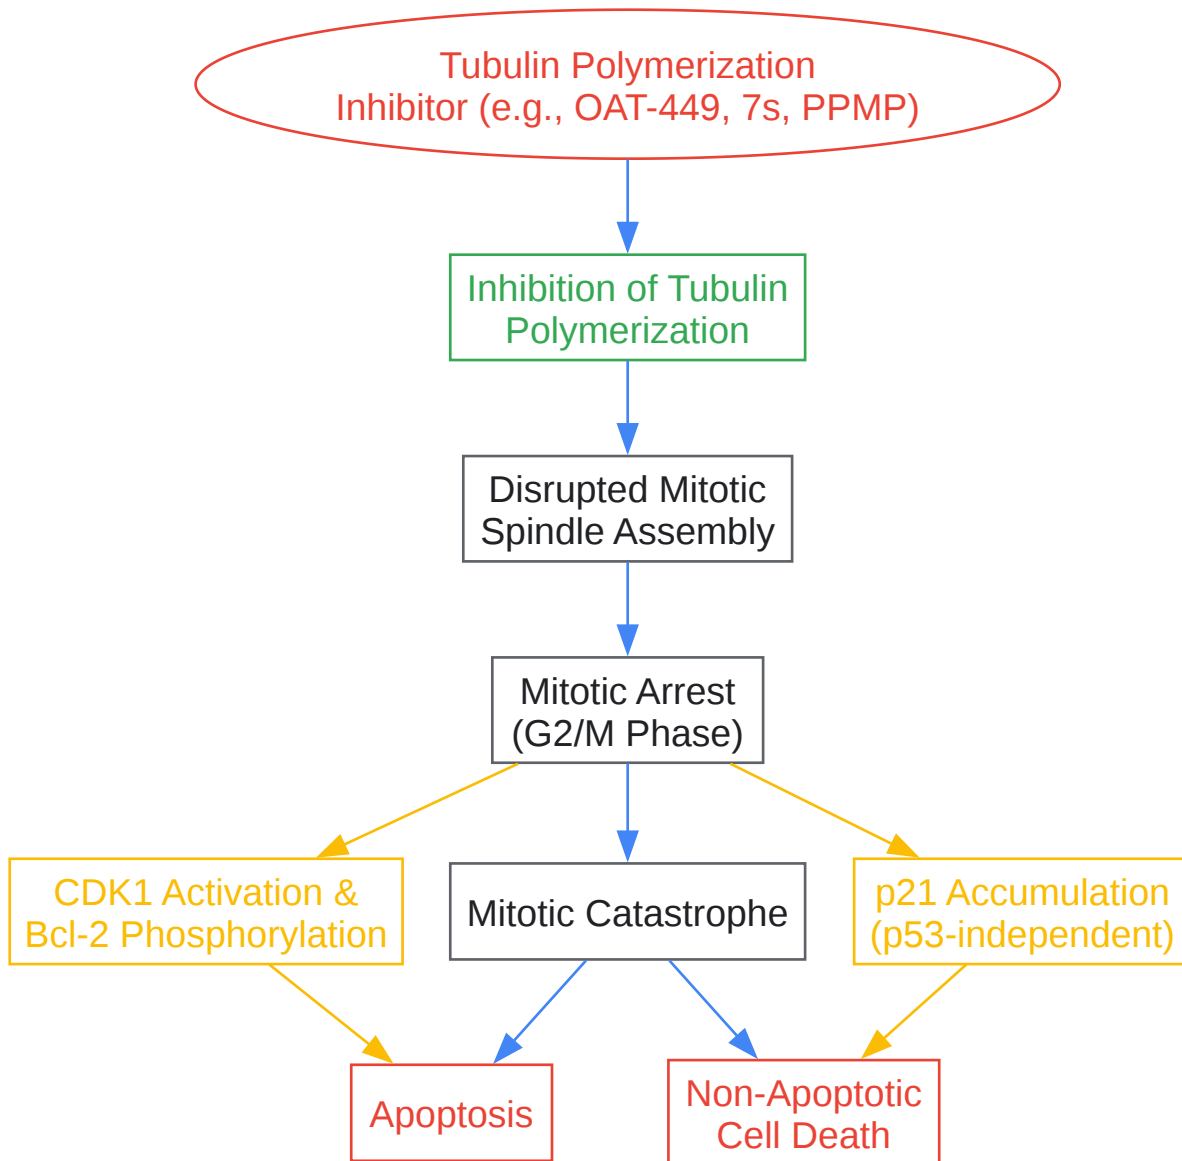 Tubulin Polymerization
Inhibitor (e.g., OAT-449, 7s, PPMP)
Inhibition of Tubulin
Polymerization
Disrupted Mitotic
Spindle Assembly
Mitotic Arrest
(G2/M Phase)
CDK1 Activation &
Bcl-2 Phosphorylation
Mitotic Catastrophe
p21 Accumulation
(p53-independent)
Apoptosis
Non-Apoptotic
Cell Death